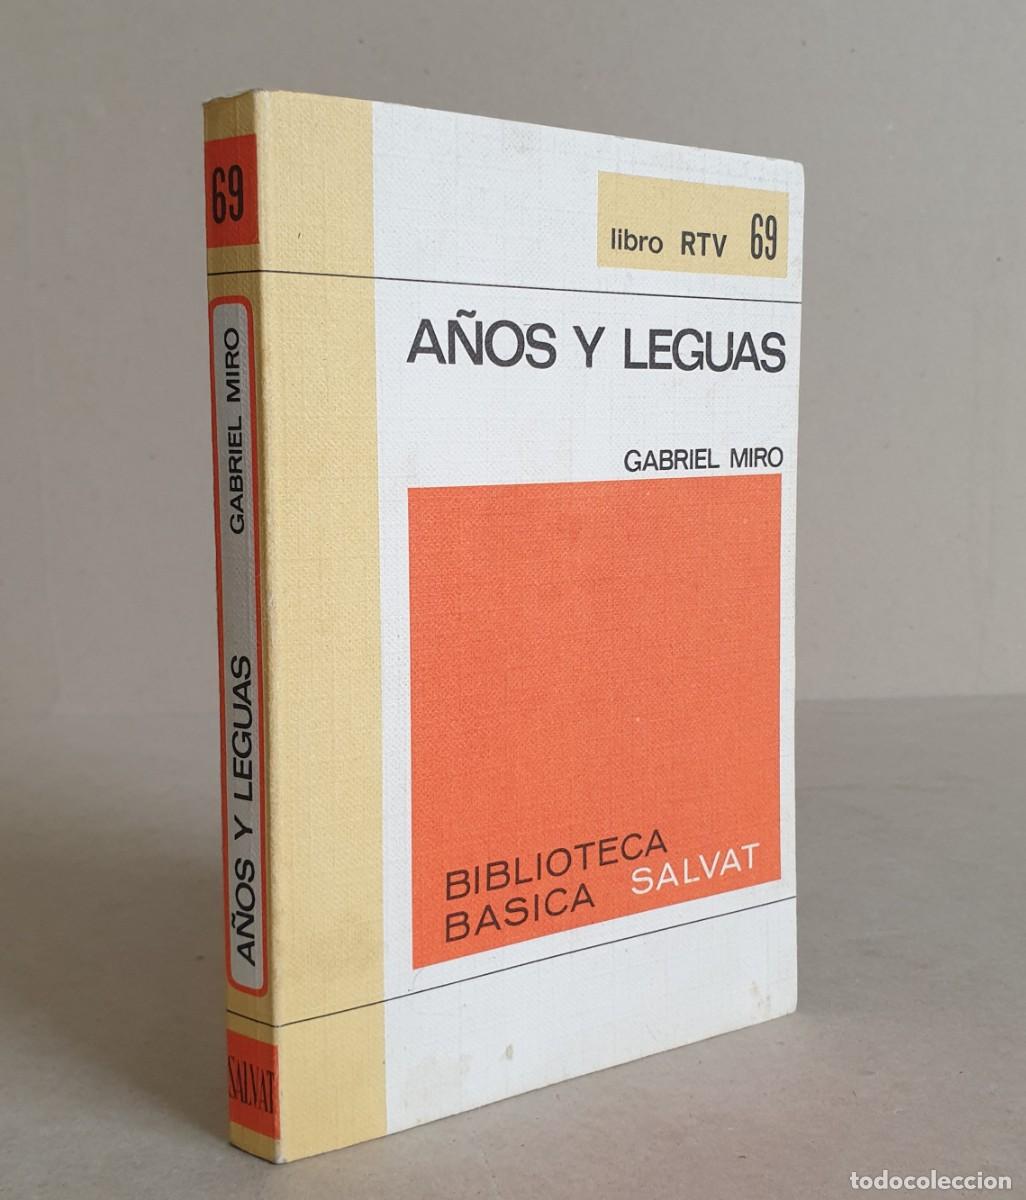 69
GABRIEL MIRO
AÑOS Y LEGUAS
SALVAT
libro RTV 69
AÑOS Y LEGUAS
GABRIEL MIRO
BIBLIOTECA
BASICA SALVAT
todocoleccion